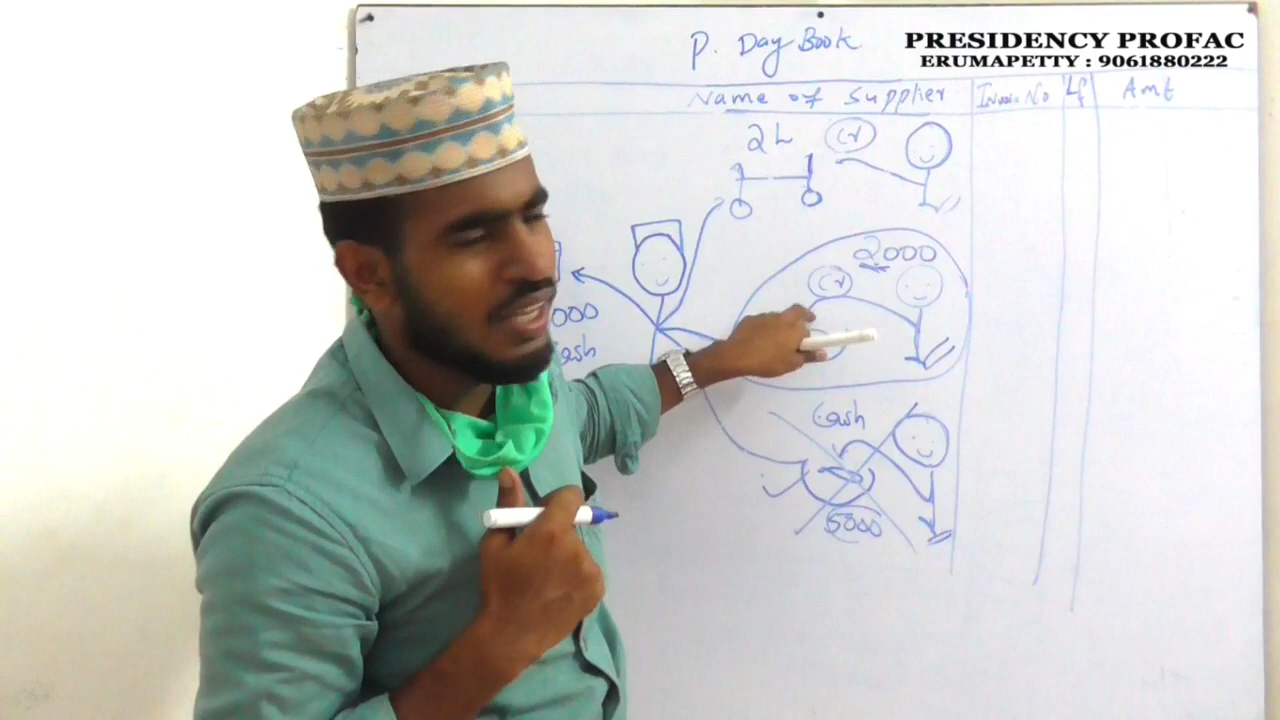 P. Day Book
PRESIDENCY PROFAC
ERUMAPETTY : 9061880222
Name of Supplier
Invoice No
Lf
Amt
2L
Cr
2000
Cr
000
Cash
Cash
5000